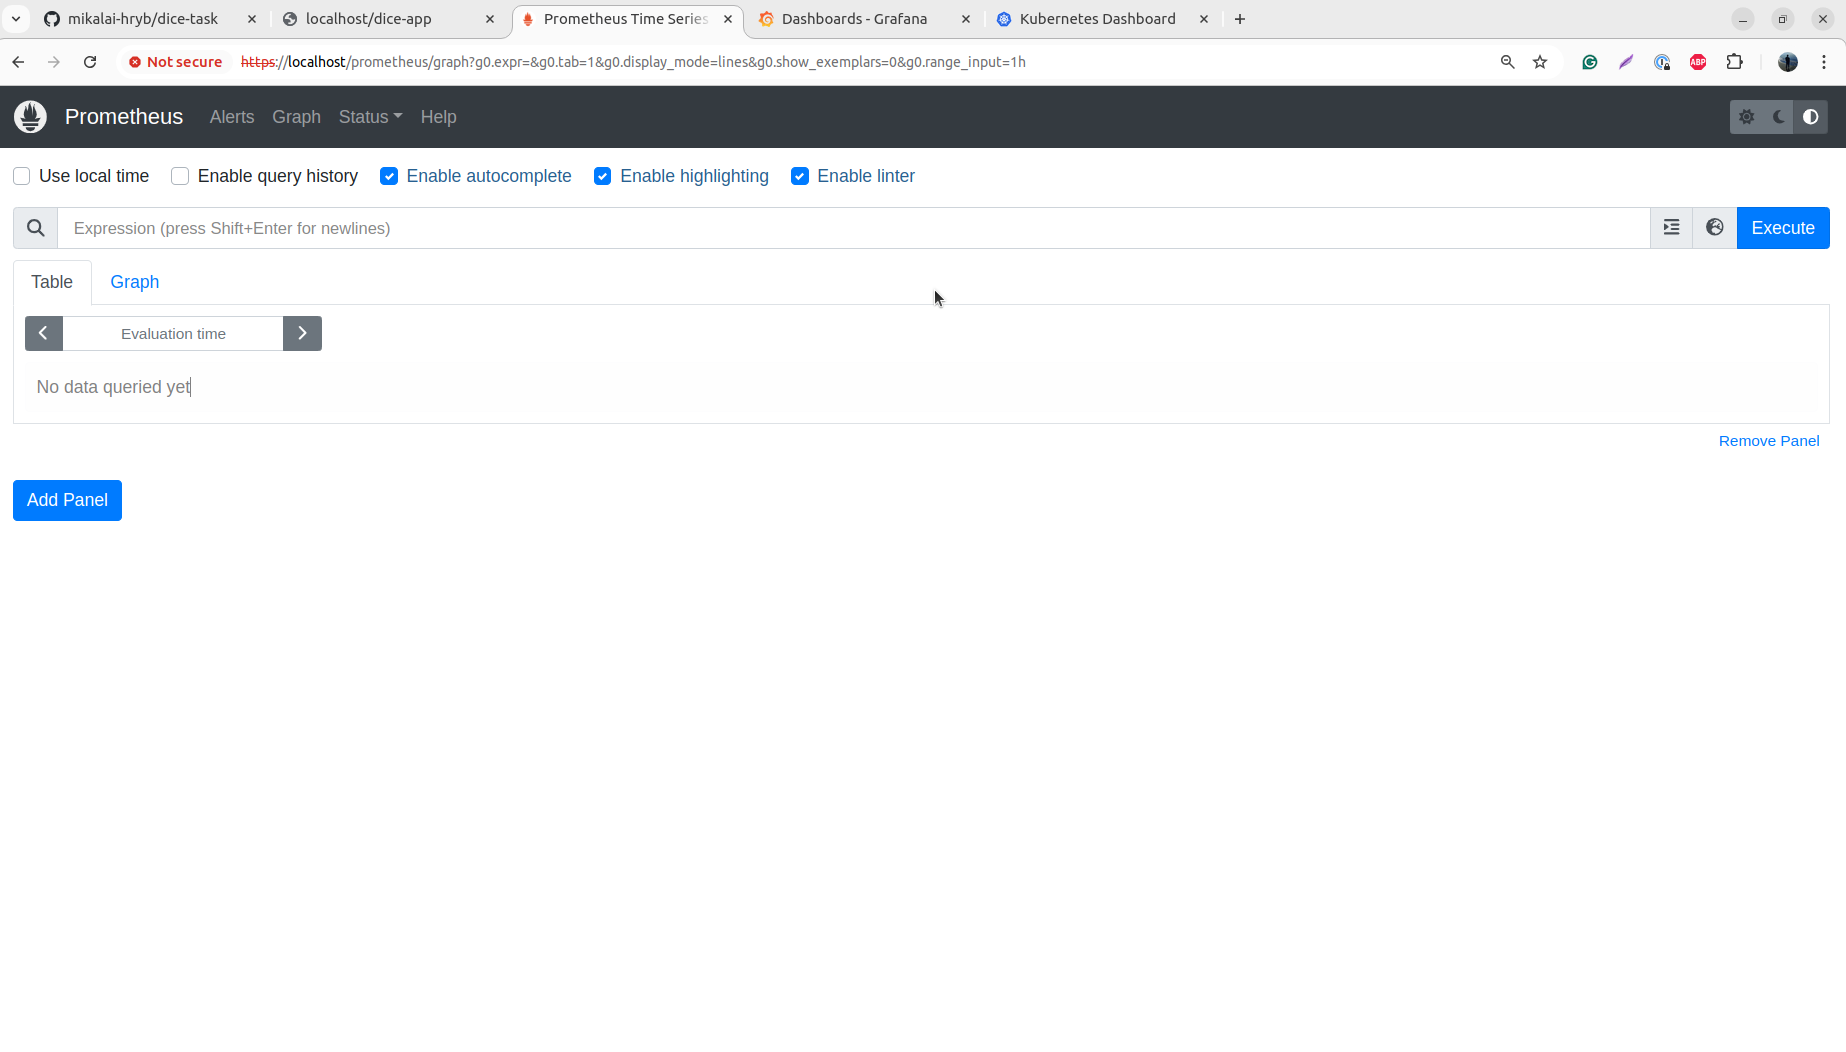 mikalai-hryb/dice-task
localhost/dice-app
Prometheus Time Series
Dashboards - Grafana
Kubernetes Dashboard
Not secure
https://localhost/prometheus/graph?g0.expr=&g0.tab=1&g0.display_mode=lines&g0.show_exemplars=0&g0.range_input=1h
ABP
Prometheus Alerts Graph Status Help
Use local time Enable query history Enable autocomplete Enable highlighting Enable linter
Expression (press Shift+Enter for newlines)
Execute
Table Graph
Evaluation time
No data queried yet
Remove Panel
Add Panel